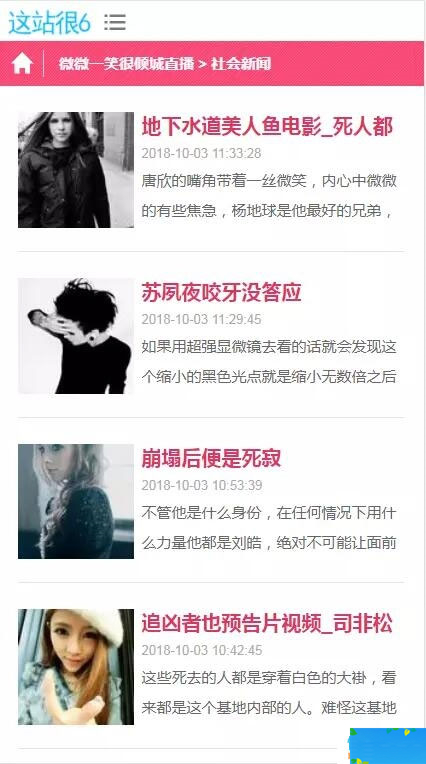 这站很6
微微一笑很倾城直播 > 社会新闻
地下水道美人鱼电影_死人都
2018-10-03 11:33:28
唐欣的嘴角带着一丝微笑，内心中微微
的有些焦急，杨地球是他最好的兄弟，
苏夙夜咬牙没答应
2018-10-03 11:29:45
如果用超强显微镜去看的话就会发现这
个缩小的黑色光点就是缩小无数倍之后
崩塌后便是死寂
2018-10-03 10:53:39
不管他是什么身份，在任何情况下用什
么力量他都是刘皓，绝对不可能让面前
追凶者也预告片视频_司非松
2018-10-03 10:42:45
这些死去的人都是穿着白色的大褂，看
来都是这个基地内部的人。难怪这基地